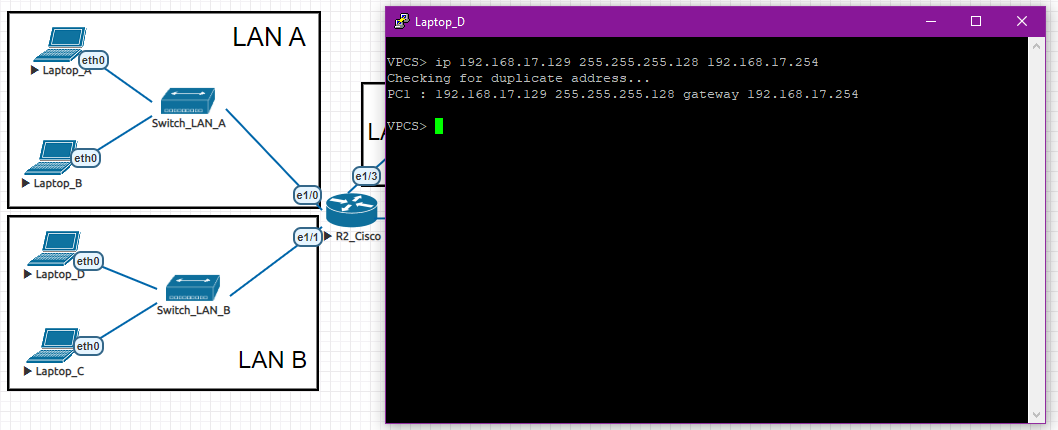 LAN A
eth0
Laptop_A
Switch_LAN_A
eth0
Laptop_B
e1/0
LA
e1/3
R2_Cisco
e1/1
eth0
Laptop_D
Switch_LAN_B
eth0
Laptop_C
LAN B
Laptop_D
VPCS> ip 192.168.17.129 255.255.255.128 192.168.17.254
Checking for duplicate address...
PC1 : 192.168.17.129 255.255.255.128 gateway 192.168.17.254
VPCS>